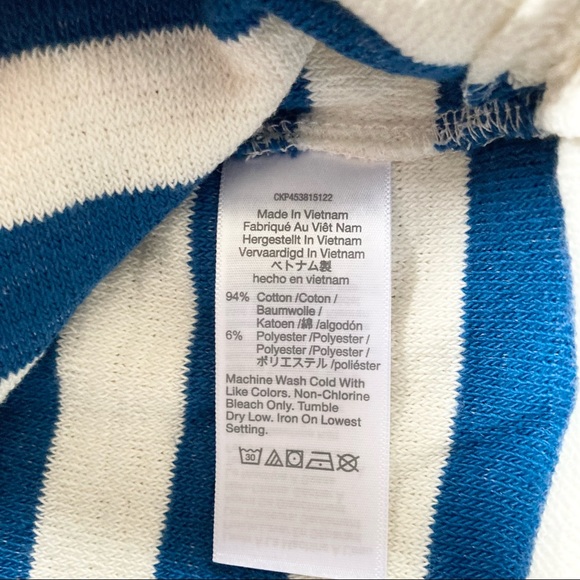 CKP453815122
Made In Vietnam
Fabriqué Au Viêt Nam
Hergestellt In Vietnam
Vervaardigd In Vietnam
ベトナム製
hecho en vietnam
94% Cotton /Coton /
Baumwolle /
Katoen /綿 /algodón
6% Polyester /Polyester /
Polyester /Polyester /
ポリエステル /poliéster
Machine Wash Cold With
Like Colors. Non-Chlorine
Bleach Only. Tumble
Dry Low. Iron On Lowest
Setting.
30